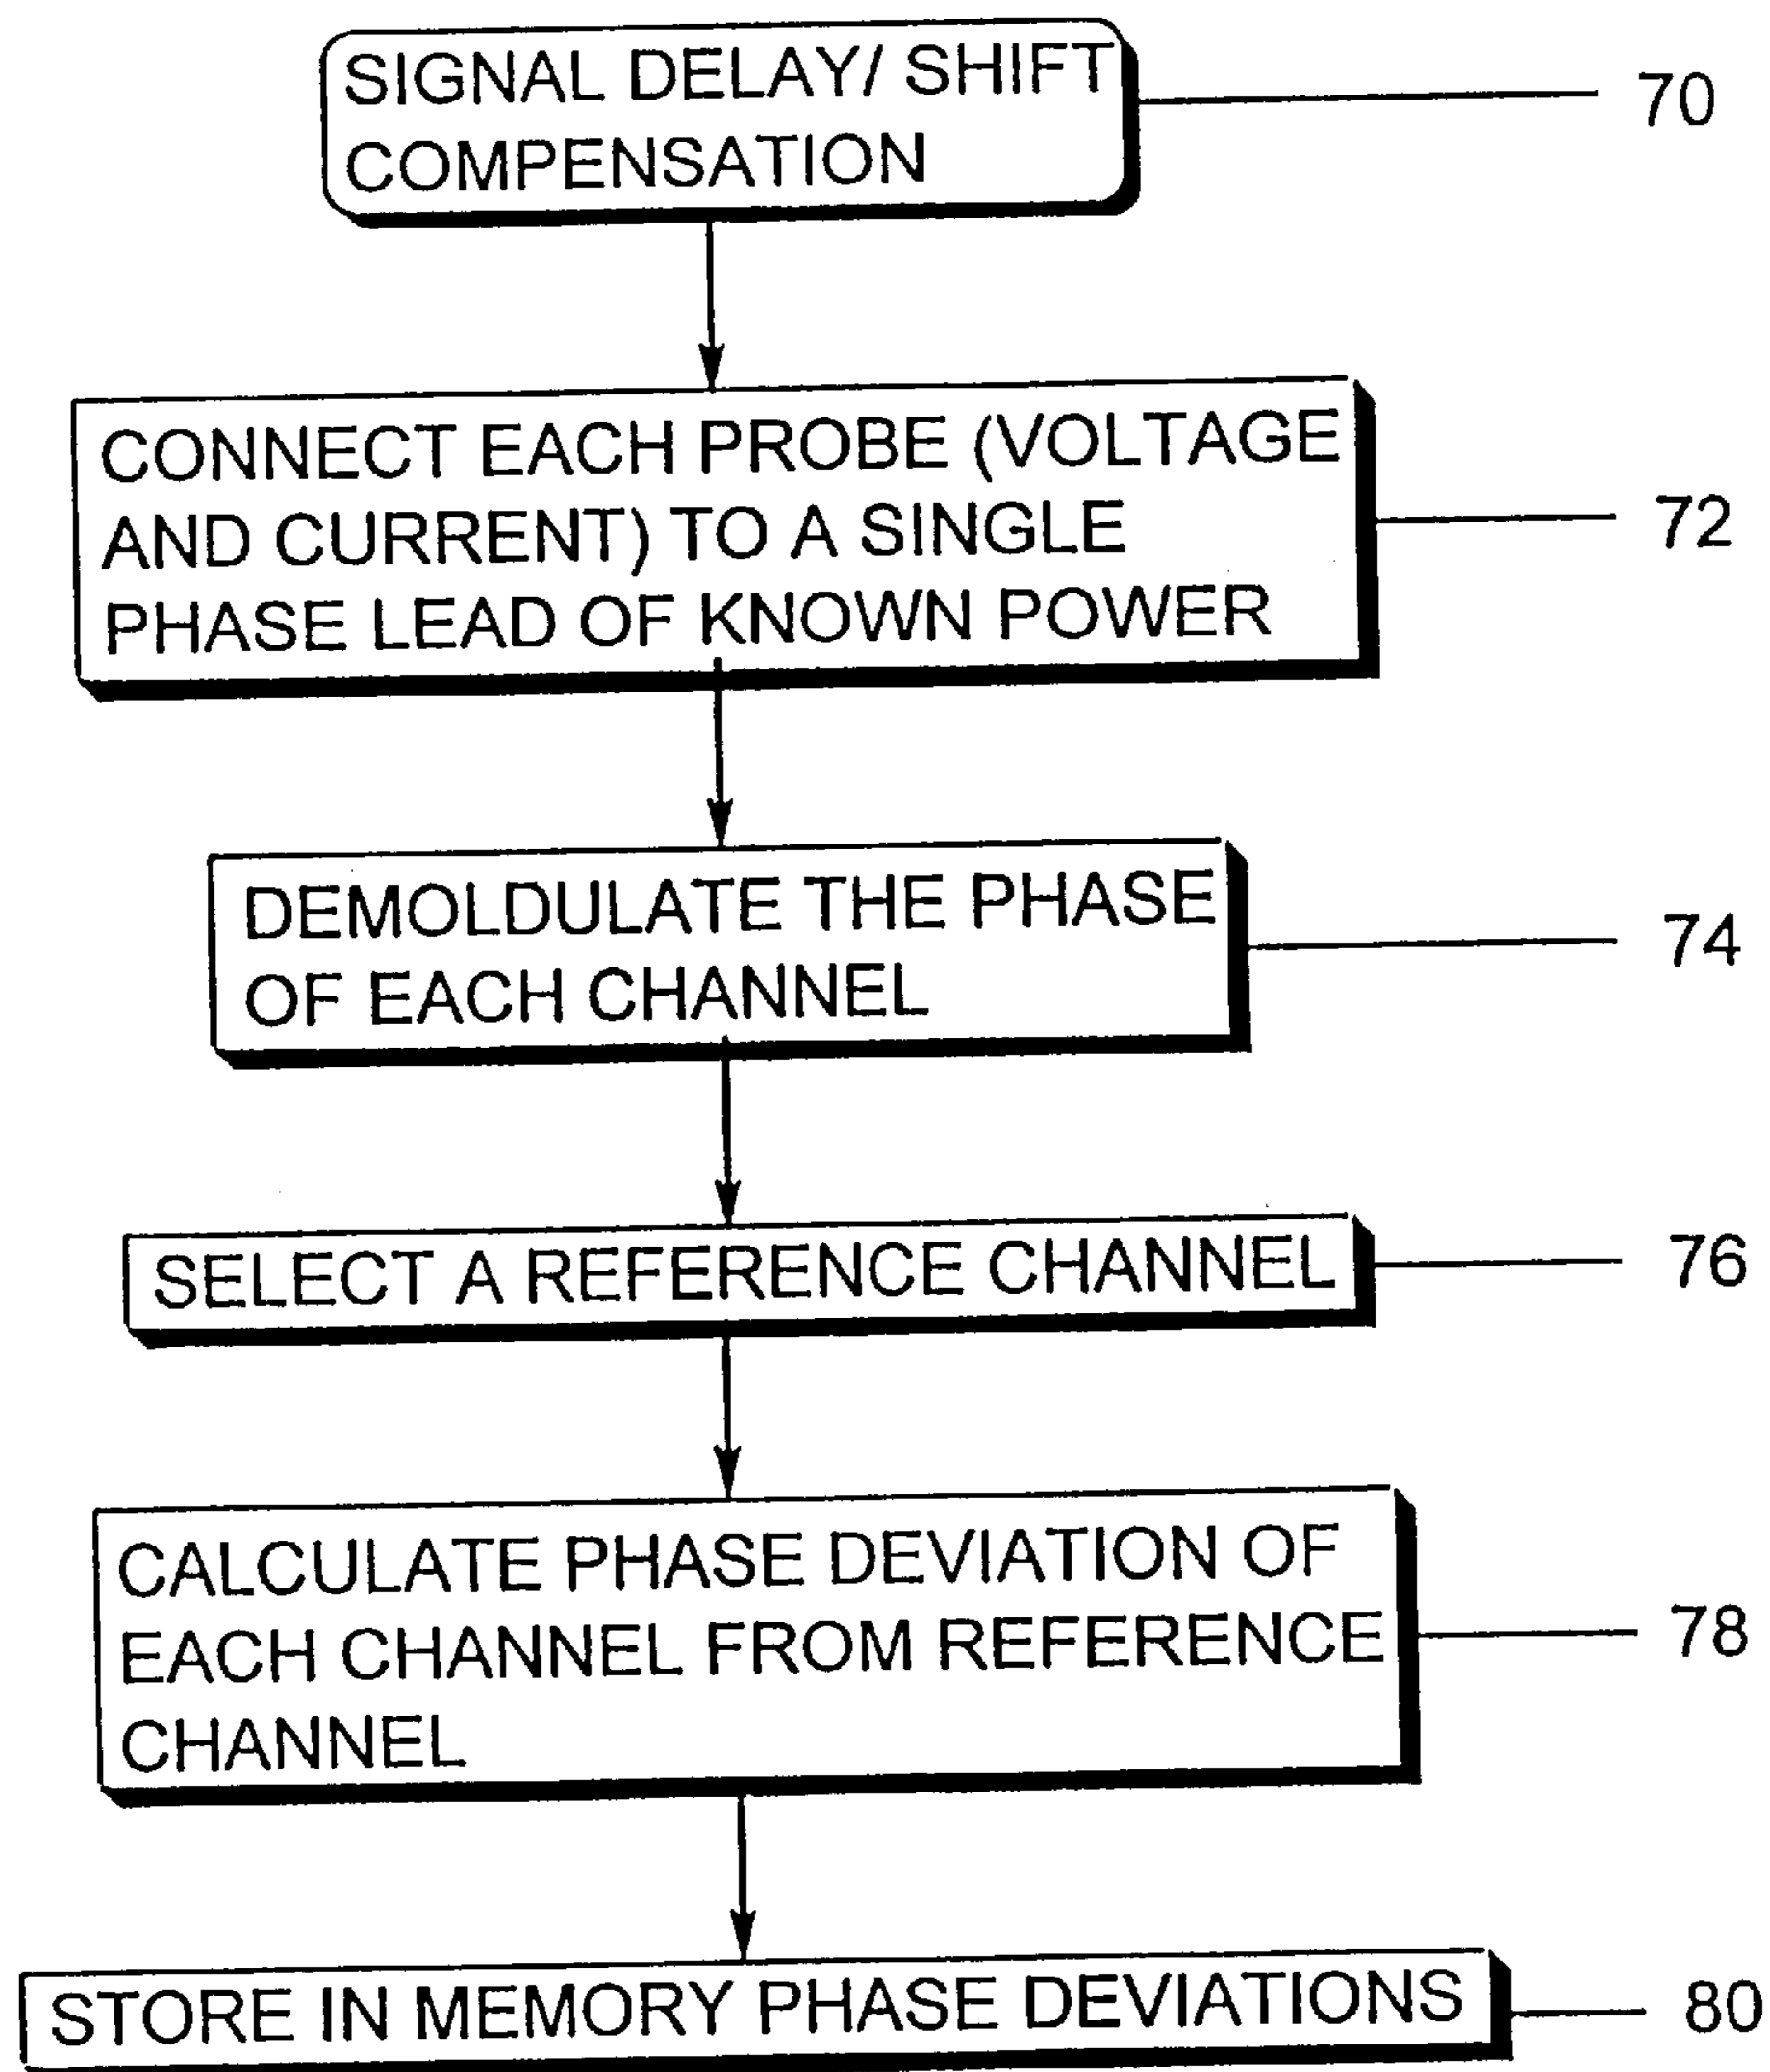 SIGNAL DELAY/ SHIFT
COMPENSATION
70
CONNECT EACH PROBE (VOLTAGE
AND CURRENT) TO A SINGLE
PHASE LEAD OF KNOWN POWER
72
DEMOLDULATE THE PHASE
OF EACH CHANNEL
74
SELECT A REFERENCE CHANNEL
76
CALCULATE PHASE DEVIATION OF
EACH CHANNEL FROM REFERENCE
CHANNEL
78
STORE IN MEMORY PHASE DEVIATIONS
80